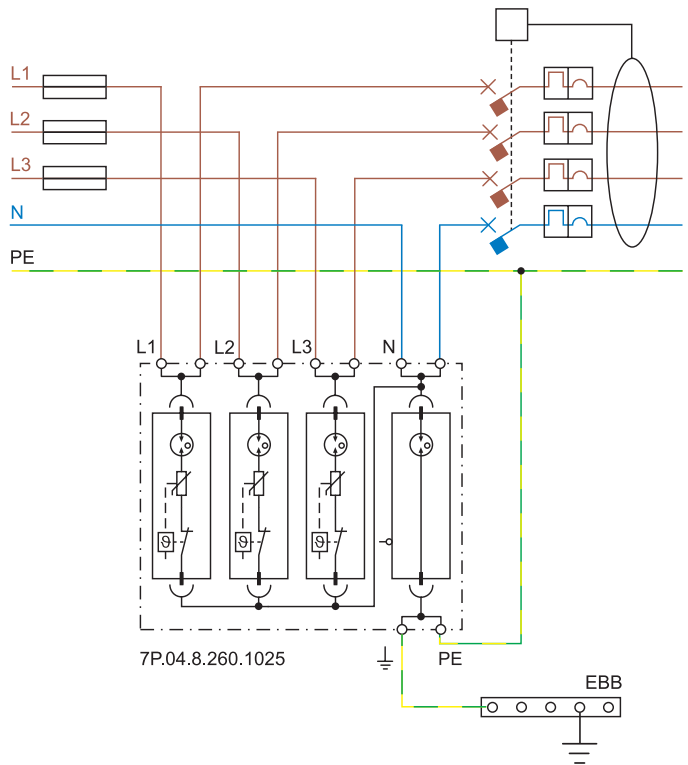 L1
L2
L3
N
PE
L1 L2 L3 N
ϑ ϑ ϑ
7P.04.8.260.1025 PE
EBB